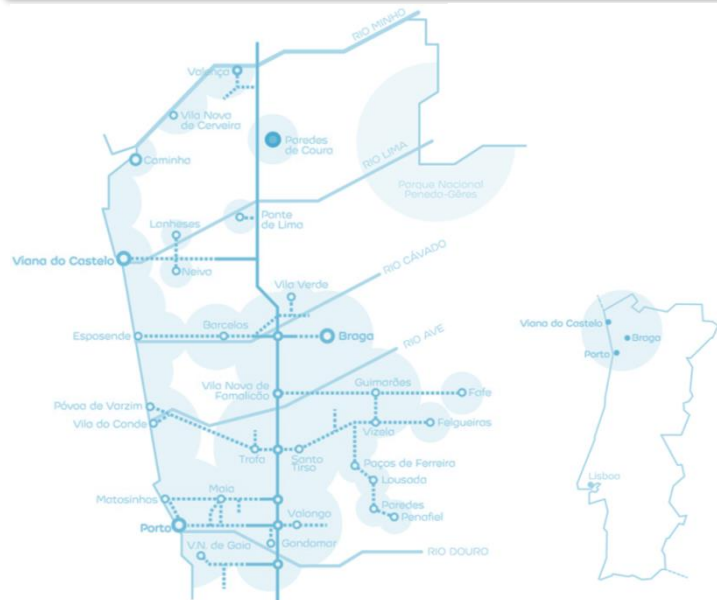 RIO MINHO
Valença
Vila Nova
de Cerveira
Paredes
de Coura
Caminha
RIO LIMA
Parque Nacional
Peneda-Gêres
Lanheses
Ponte
de Lima
Viana do Castelo
Neiva
RIO CÁVADO
Vila Verde
Esposende
Barcelos
Braga
RIO AVE
Vila Nova de
Famalicão
Guimarães
Fafe
Póvoa de Varzim
Vila do Conde
Vizela
Felgueiras
Trofa
Santo
Tirso
Paços de Ferreira
Lousada
Matosinhos
Maia
Paredes
Penafiel
Porto
Valongo
V.N. de Gaia
Gondomar
RIO DOURO
Viana do Castelo
Braga
Porto
Lisboa